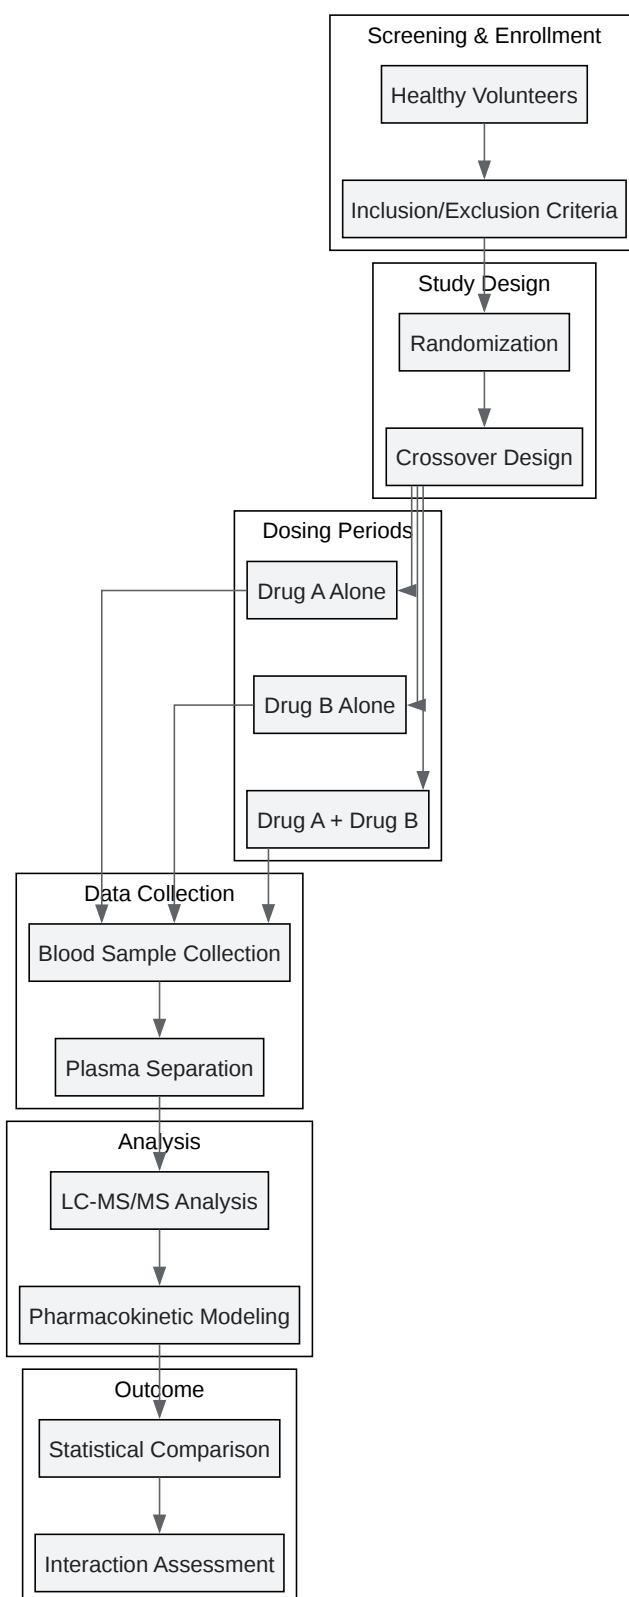 Screening & Enrollment
Healthy Volunteers
Inclusion/Exclusion Criteria
Study Design
Randomization
Crossover Design
Dosing Periods
Drug A Alone
Drug B Alone
Drug A + Drug B
Data Collection
Blood Sample Collection
Plasma Separation
Analysis
LC-MS/MS Analysis
Pharmacokinetic Modeling
Outcome
Statistical Comparison
Interaction Assessment